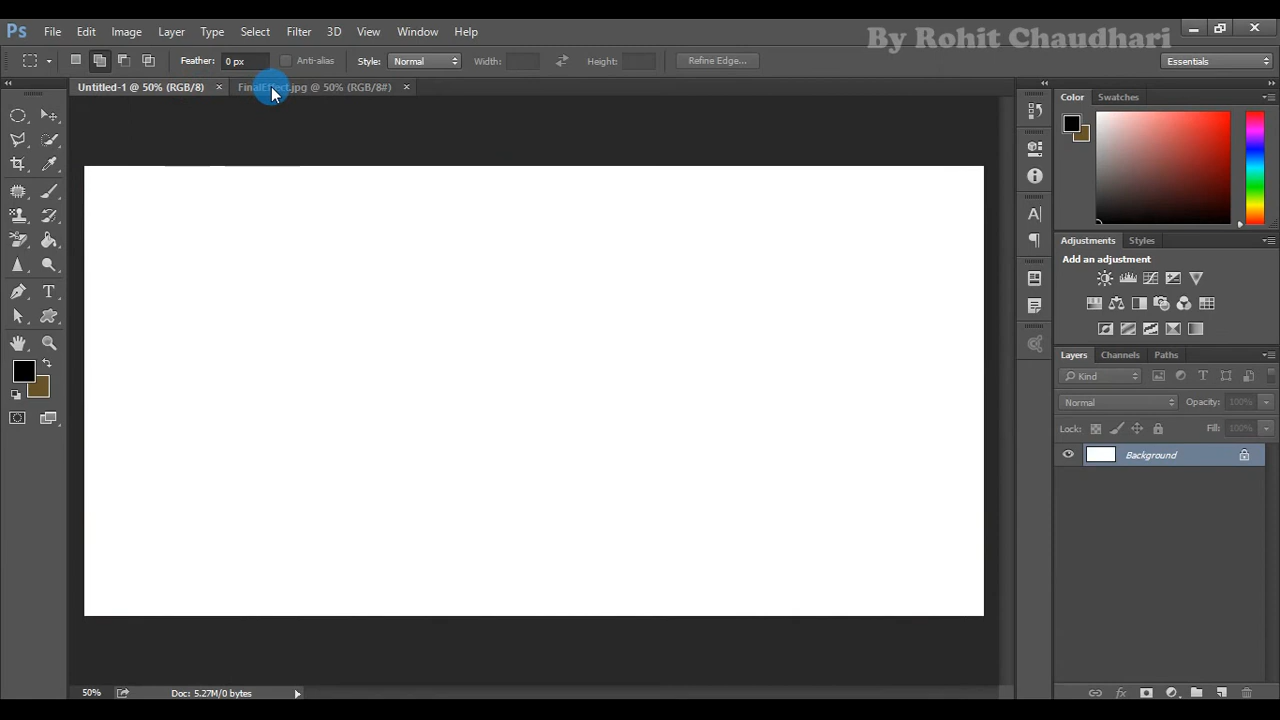 Ps File Edit Image Layer Type Select Filter 3D View Window Help
By Rohit Chaudhari
Feather: 0 px Anti-alias Style: Normal Width: Height: Refine Edge... Essentials
Untitled-1 @ 50% (RGB/8) × FinalEffect.jpg @ 50% (RGB/8#) ×
Color Swatches
Adjustments Styles
Add an adjustment
Layers Channels Paths
Kind
Normal Opacity: 100%
Lock: Fill: 100%
Background
50% Doc: 5.27M/0 bytes